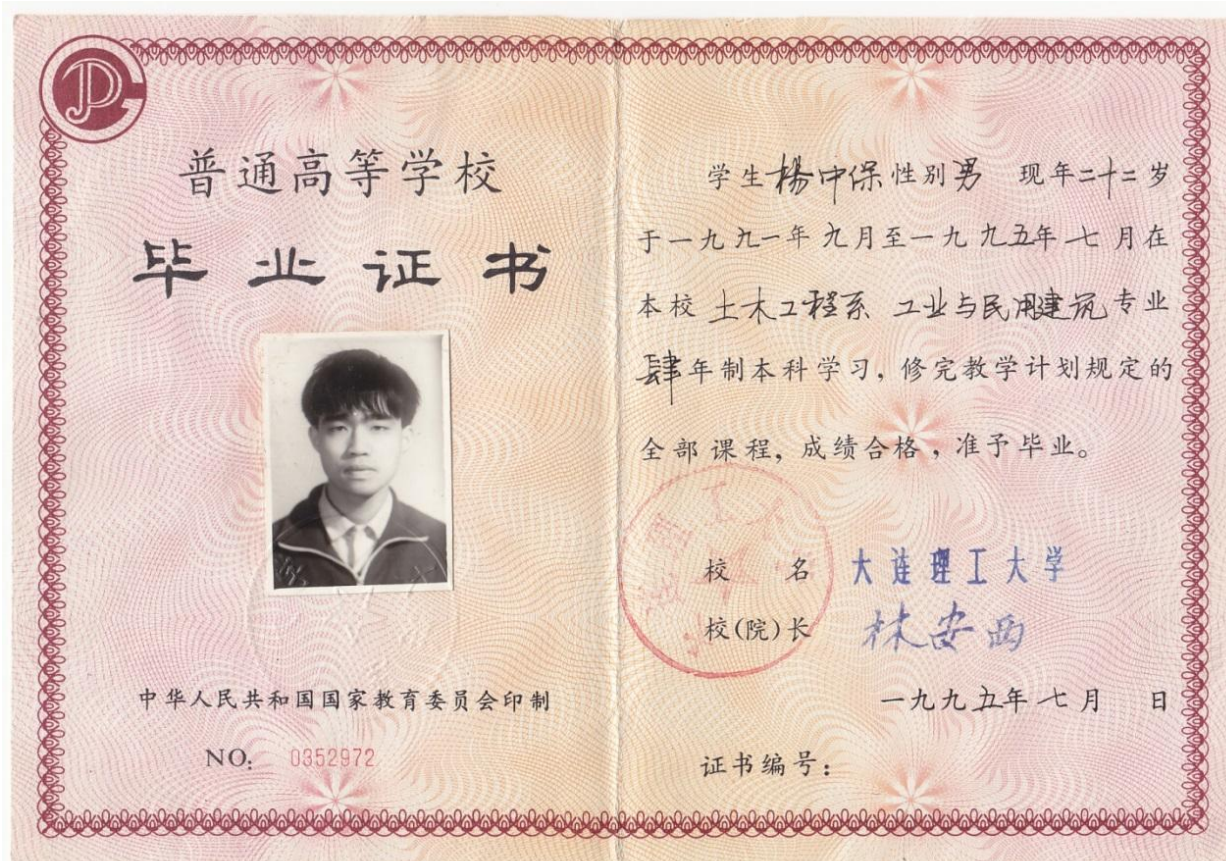 普通高等学校
毕业证书
中华人民共和国国家教育委员会印制
NO: 0352972
学生杨中保性别男 现年二十二岁
于一九九一年九月至一九九五年七月在
本校 土木工程系 工业与民用建筑专业
肆年制本科学习，修完教学计划规定的
全部课程，成绩合格，准予毕业。
校 名 大连理工大学
校(院)长 林安西
一九九五年七月 日
证书编号：